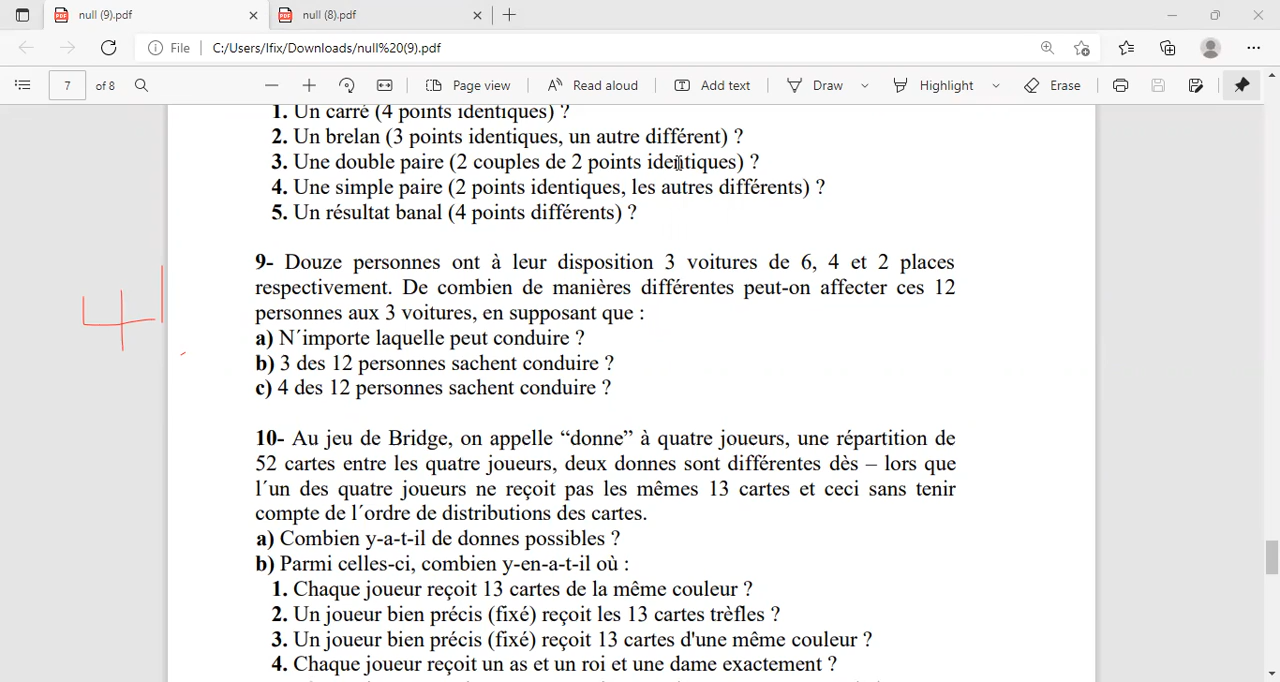 null (9).pdf
null (8).pdf
File
C:/Users/Ifix/Downloads/null%20(9).pdf
7
of 8
Page view
Read aloud
Add text
Draw
Highlight
Erase
1. Un carré (4 points identiques) ?
2. Un brelan (3 points identiques, un autre différent) ?
3. Une double paire (2 couples de 2 points identiques) ?
4. Une simple paire (2 points identiques, les autres différents) ?
5. Un résultat banal (4 points différents) ?
9- Douze personnes ont à leur disposition 3 voitures de 6, 4 et 2 places
respectivement. De combien de manières différentes peut-on affecter ces 12
personnes aux 3 voitures, en supposant que :
a) N´importe laquelle peut conduire ?
b) 3 des 12 personnes sachent conduire ?
c) 4 des 12 personnes sachent conduire ?
4
10- Au jeu de Bridge, on appelle “donne” à quatre joueurs, une répartition de
52 cartes entre les quatre joueurs, deux donnes sont différentes dès – lors que
l´un des quatre joueurs ne reçoit pas les mêmes 13 cartes et ceci sans tenir
compte de l´ordre de distributions des cartes.
a) Combien y-a-t-il de donnes possibles ?
b) Parmi celles-ci, combien y-en-a-t-il où :
1. Chaque joueur reçoit 13 cartes de la même couleur ?
2. Un joueur bien précis (fixé) reçoit les 13 cartes trèfles ?
3. Un joueur bien précis (fixé) reçoit 13 cartes d'une même couleur ?
4. Chaque joueur reçoit un as et un roi et une dame exactement ?